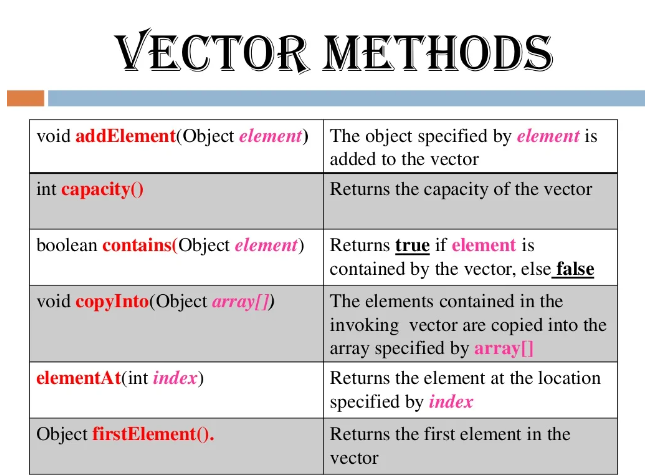 VECTOR METHODS
void addElement(Object element)
The object specified by element is
added to the vector
int capacity()
Returns the capacity of the vector
boolean contains(Object element)
Returns true if element is
contained by the vector, else false
void copyInto(Object array[])
The elements contained in the
invoking vector are copied into the
array specified by array[]
elementAt(int index)
Returns the element at the location
specified by index
Object firstElement().
Returns the first element in the
vector